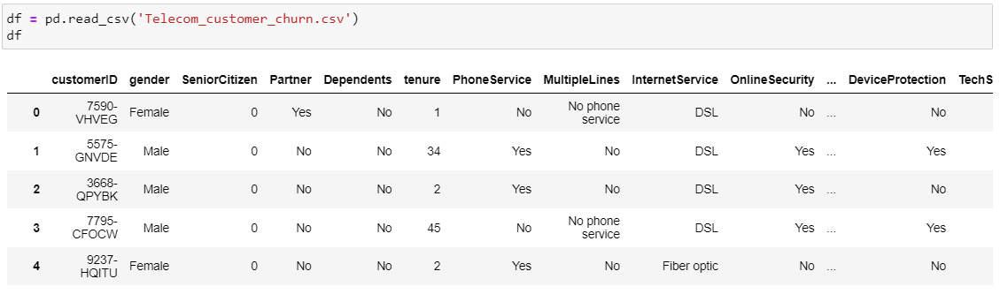 df = pd.read_csv('Telecom_customer_churn.csv')
df
customerID gender SeniorCitizen Partner Dependents tenure PhoneService MultipleLines InternetService OnlineSecurity ... DeviceProtection TechS
0 7590-VHVEG Female 0 Yes No 1 No No phone service DSL No ... No
1 5575-GNVDE Male 0 No No 34 Yes No DSL Yes ... Yes
2 3668-QPYBK Male 0 No No 2 Yes No DSL Yes ... No
3 7795-CFOCW Male 0 No No 45 No No phone service DSL Yes ... Yes
4 9237-HQITU Female 0 No No 2 Yes No Fiber optic No ... No